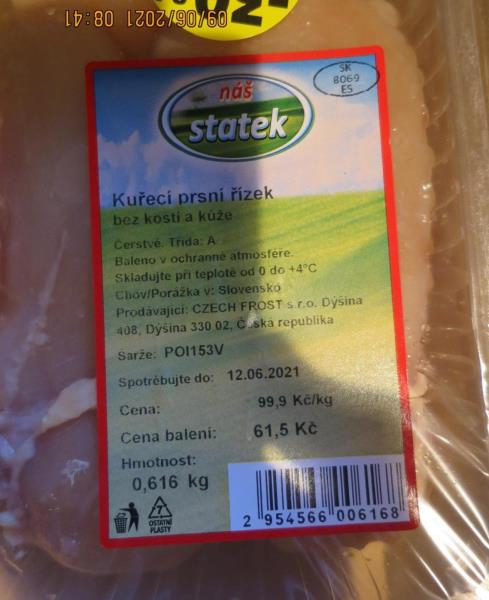 09/06/2021 08:41
náš
statek
SK
8069
ES
Kuřecí prsní řízek
bez kosti a kůže
Čerstvé. Třída: A
Baleno v ochranné atmosféře.
Skladujte při teplotě od 0 do +4°C
Chov/Porážka v: Slovensko
Prodávající: CZECH FROST s.r.o. Dýšina
408, Dýšina 330 02, Česká republika
Šarže: POI153V
Spotřebujte do: 12.06.2021
Cena: 99,9 Kč/kg
Cena balení: 61,5 Kč
Hmotnost:
0,616 kg
7
OSTATNÍ
PLASTY
2 954566 006168